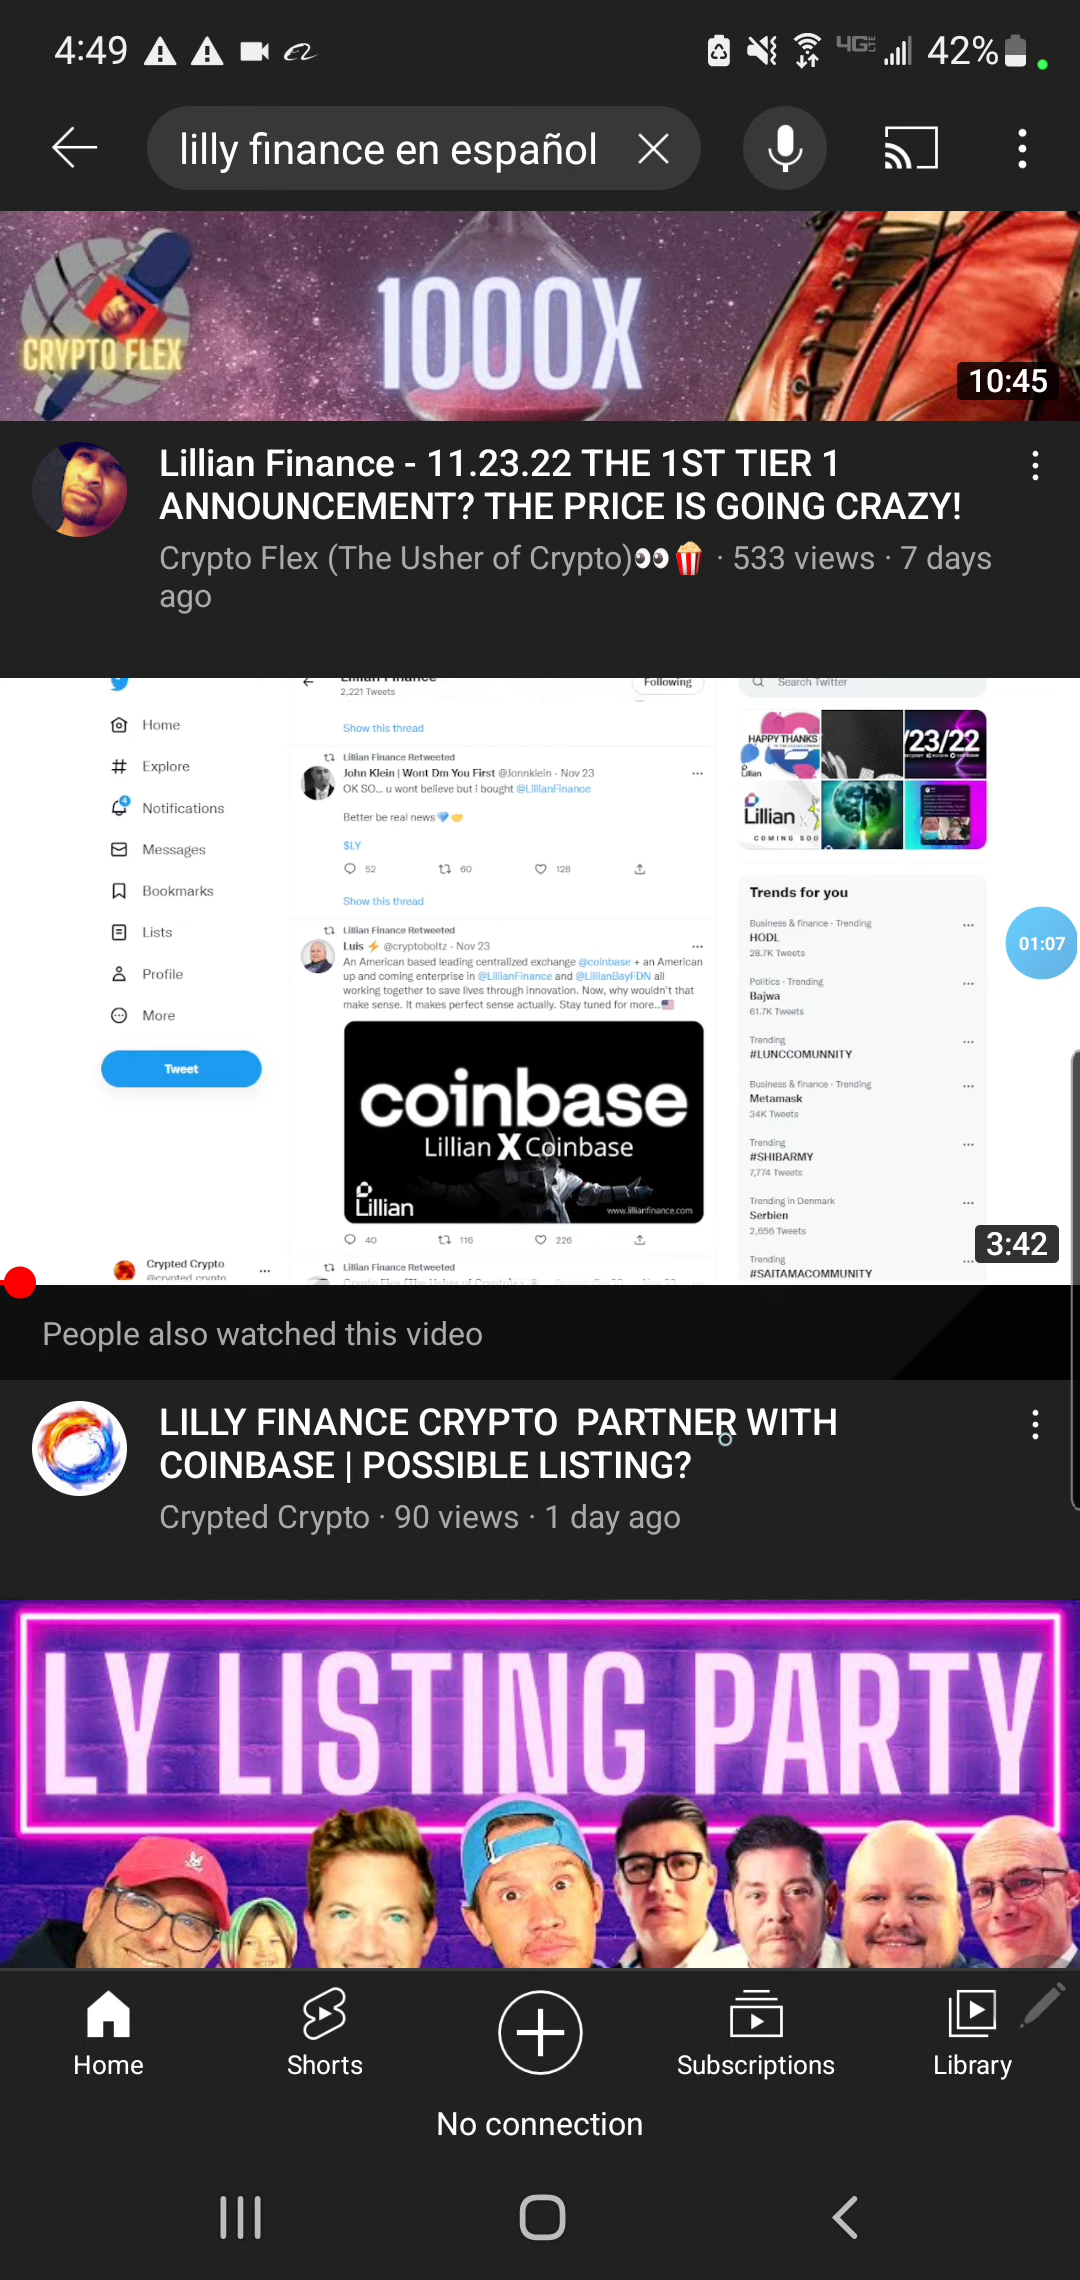 4:49
4G LTE
42%
lilly finance en español
CRYPTO FLEX
1000X
10:45
Lillian Finance - 11.23.22 THE 1ST TIER 1
ANNOUNCEMENT? THE PRICE IS GOING CRAZY!
Crypto Flex (The Usher of Crypto)👀🍿 · 533 views · 7 days
ago
Lillian Finance
2,221 Tweets
Following
Search Twitter
Home
Explore
Notifications
Messages
Bookmarks
Lists
Profile
More
Tweet
Crypted Crypto
@crypted_crypto
Show this thread
Lillian Finance Retweeted
John Klein | Wont Dm You First @Jonnklein · Nov 23
OK SO... u wont believe but i bought @LillianFinance
Better be real news💎🤝
$LY
52
60
128
Show this thread
Lillian Finance Retweeted
Luis ⚡ @cryptoboltz · Nov 23
An American based leading centralized exchange @coinbase + an American
up and coming enterprise in @LillianFinance and @LillianBayFDN all
working together to save lives through innovation. Now, why wouldn't that
make sense. It makes perfect sense actually. Stay tuned for more..🇺🇸
coinbase
Lillian X Coinbase
Lillian
www.lillianfinance.com
40
116
226
Lillian Finance Retweeted
HAPPY THANKS
Lillian
/23/22
Lillian
COMING SOO
Trends for you
Business & finance · Trending
HODL
28.7K Tweets
Politics · Trending
Bajwa
61.7K Tweets
Trending
#LUNCCOMUNNITY
Business & finance · Trending
Metamask
34K Tweets
Trending
#SHIBARMY
7,774 Tweets
Trending in Denmark
Serbien
2,656 Tweets
Trending
#SAITAMACOMMUNITY
01:07
3:42
People also watched this video
LILLY FINANCE CRYPTO  PARTNER WITH
COINBASE | POSSIBLE LISTING?
Crypted Crypto · 90 views · 1 day ago
LY LISTING PARTY
Home
Shorts
Subscriptions
Library
No connection